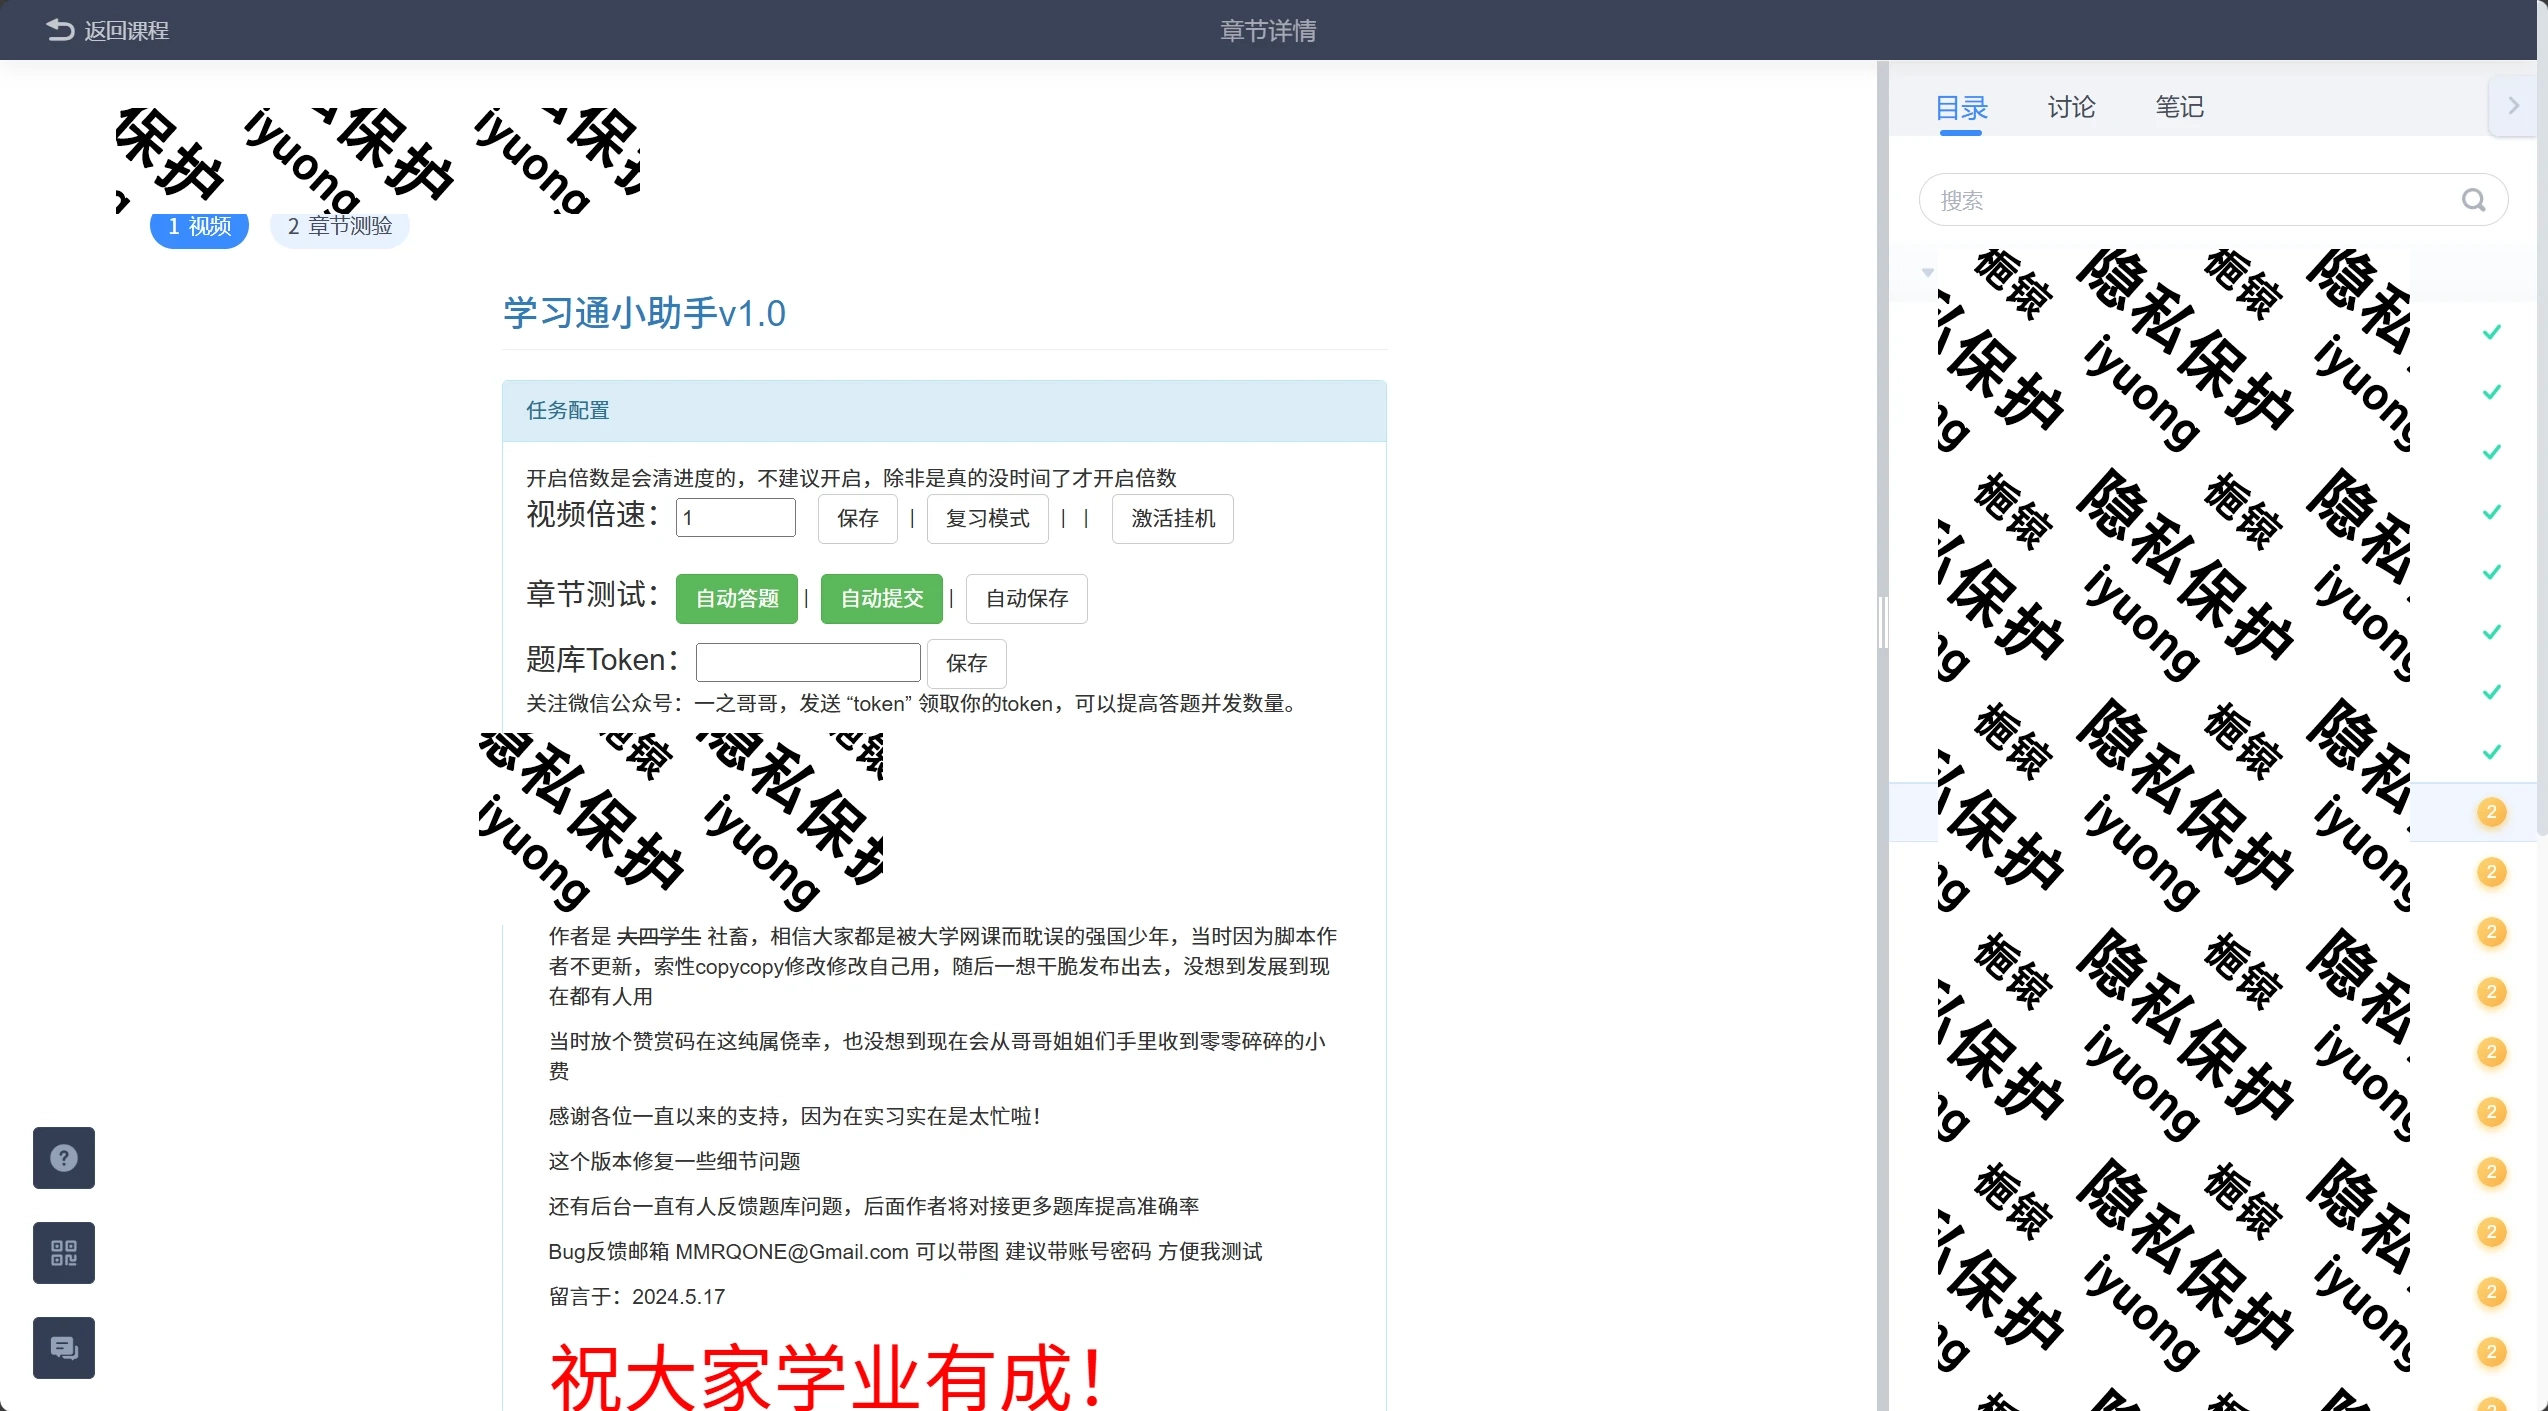 返回课程
章节详情
保护 iyuong 保护 iyuong 保护
1 视频
2 章节测验
学习通小助手v1.0
任务配置
开启倍数是会清进度的，不建议开启，除非是真的没时间了才开启倍数
视频倍速： 1 保存 | 复习模式 | | 激活挂机
章节测试： 自动答题 | 自动提交 | 自动保存
题库Token： 保存
关注微信公众号：一之哥哥，发送 “token” 领取你的token，可以提高答题并发数量。
隐私保护 隐私保护
iyuong iyuong
作者是 大四学生 社畜，相信大家都是被大学网课而耽误的强国少年，当时因为脚本作
者不更新，索性copycopy修改修改自己用，随后一想干脆发布出去，没想到发展到现
在都有人用
当时放个赞赏码在这纯属侥幸，也没想到现在会从哥哥姐姐们手里收到零零碎碎的小
费
感谢各位一直以来的支持，因为在实习实在是太忙啦！
这个版本修复一些细节问题
还有后台一直有人反馈题库问题，后面作者将对接更多题库提高准确率
Bug反馈邮箱 MMRQONE@Gmail.com 可以带图 建议带账号密码 方便我测试
留言于：2024.5.17
祝大家学业有成！
目录
讨论
笔记
搜索
隐私保护
iyuong
隐私保护
iyuong
隐私保护
iyuong
隐私保护
iyuong
隐私保护
iyuong
2
2
2
2
2
2
2
2
2
2
2